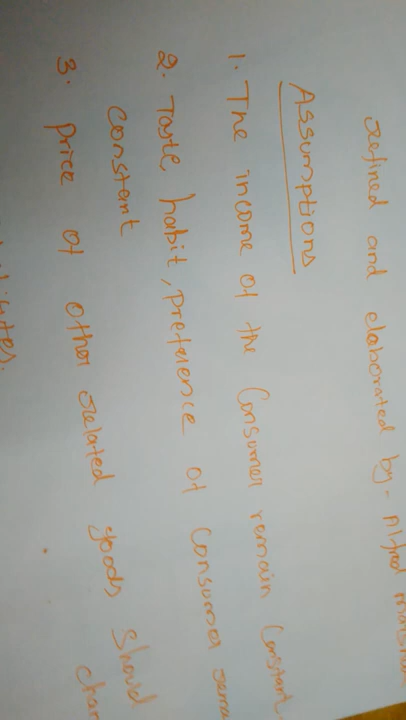 refined and elaborated by - Alfred
Assumptions
1. The income of the Consumer remain Constant
2. Taste, habit, preference of Consumer
Constant
3. Price of other related goods should